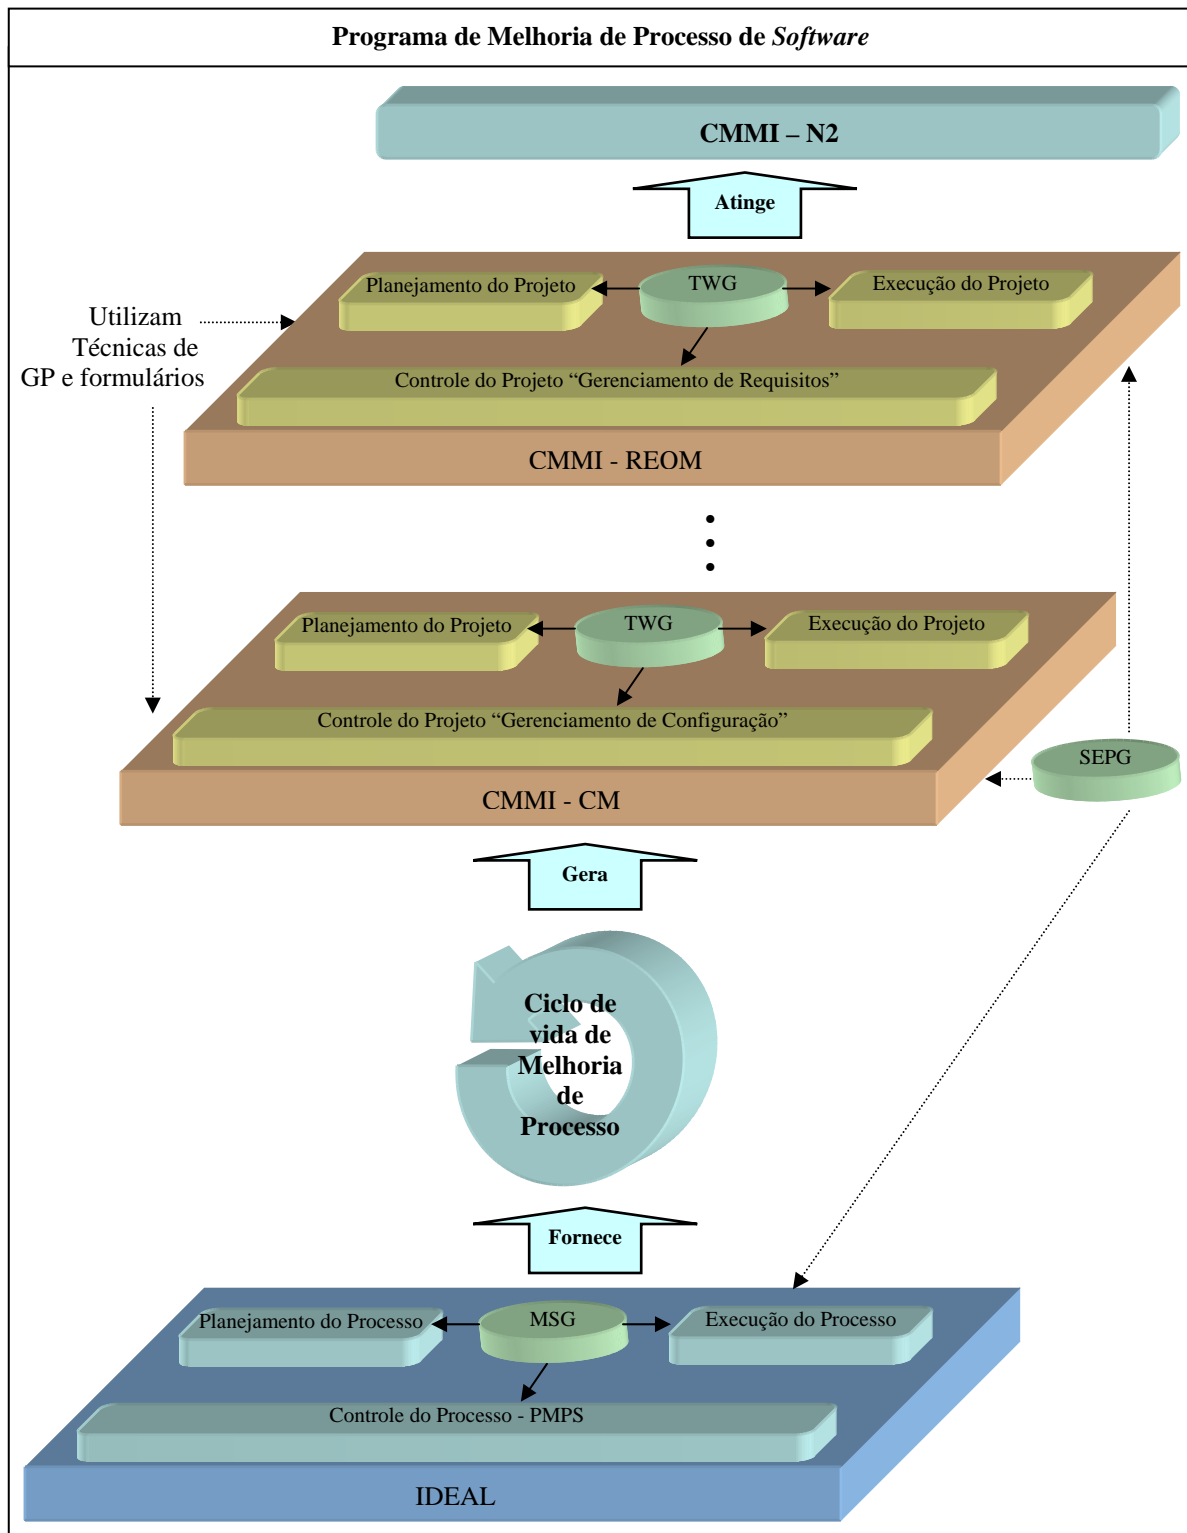 Programa de Melhoria de Processo de Software
CMMI – N2
Atinge
Planejamento do Projeto
TWG
Execução do Projeto
Utilizam
Técnicas de
GP e formulários
Controle do Projeto “Gerenciamento de Requisitos”
CMMI - REOM
Planejamento do Projeto
TWG
Execução do Projeto
Controle do Projeto “Gerenciamento de Configuração”
SEPG
CMMI - CM
Gera
Ciclo de
vida de
Melhoria
de
Processo
Fornece
Planejamento do Processo
MSG
Execução do Processo
Controle do Processo - PMPS
IDEAL